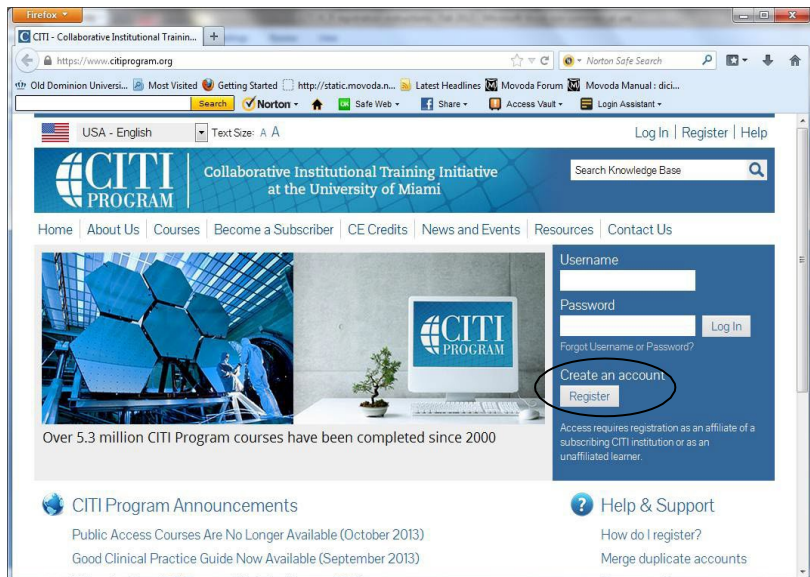 Firefox
CITI - Collaborative Institutional Trainin...
https://www.citiprogram.org
Norton Safe Search
Old Dominion Universi... Most Visited Getting Started http://static.movoda.n... Latest Headlines Movoda Forum Movoda Manual : dici...
Search Norton Safe Web Share Access Vault Login Assistant
USA - English Text Size: A A Log In | Register | Help
CITI PROGRAM
Collaborative Institutional Training Initiative
at the University of Miami
Search Knowledge Base
Home About Us Courses Become a Subscriber CE Credits News and Events Resources Contact Us
CITI
PROGRAM
Over 5.3 million CITI Program courses have been completed since 2000
Username
Password
Log In
Forgot Username or Password?
Create an account
Register
Access requires registration as an affiliate of a
subscribing CITI institution or as an
unaffiliated learner.
CITI Program Announcements
Public Access Courses Are No Longer Available (October 2013)
Good Clinical Practice Guide Now Available (September 2013)
Help & Support
How do I register?
Merge duplicate accounts